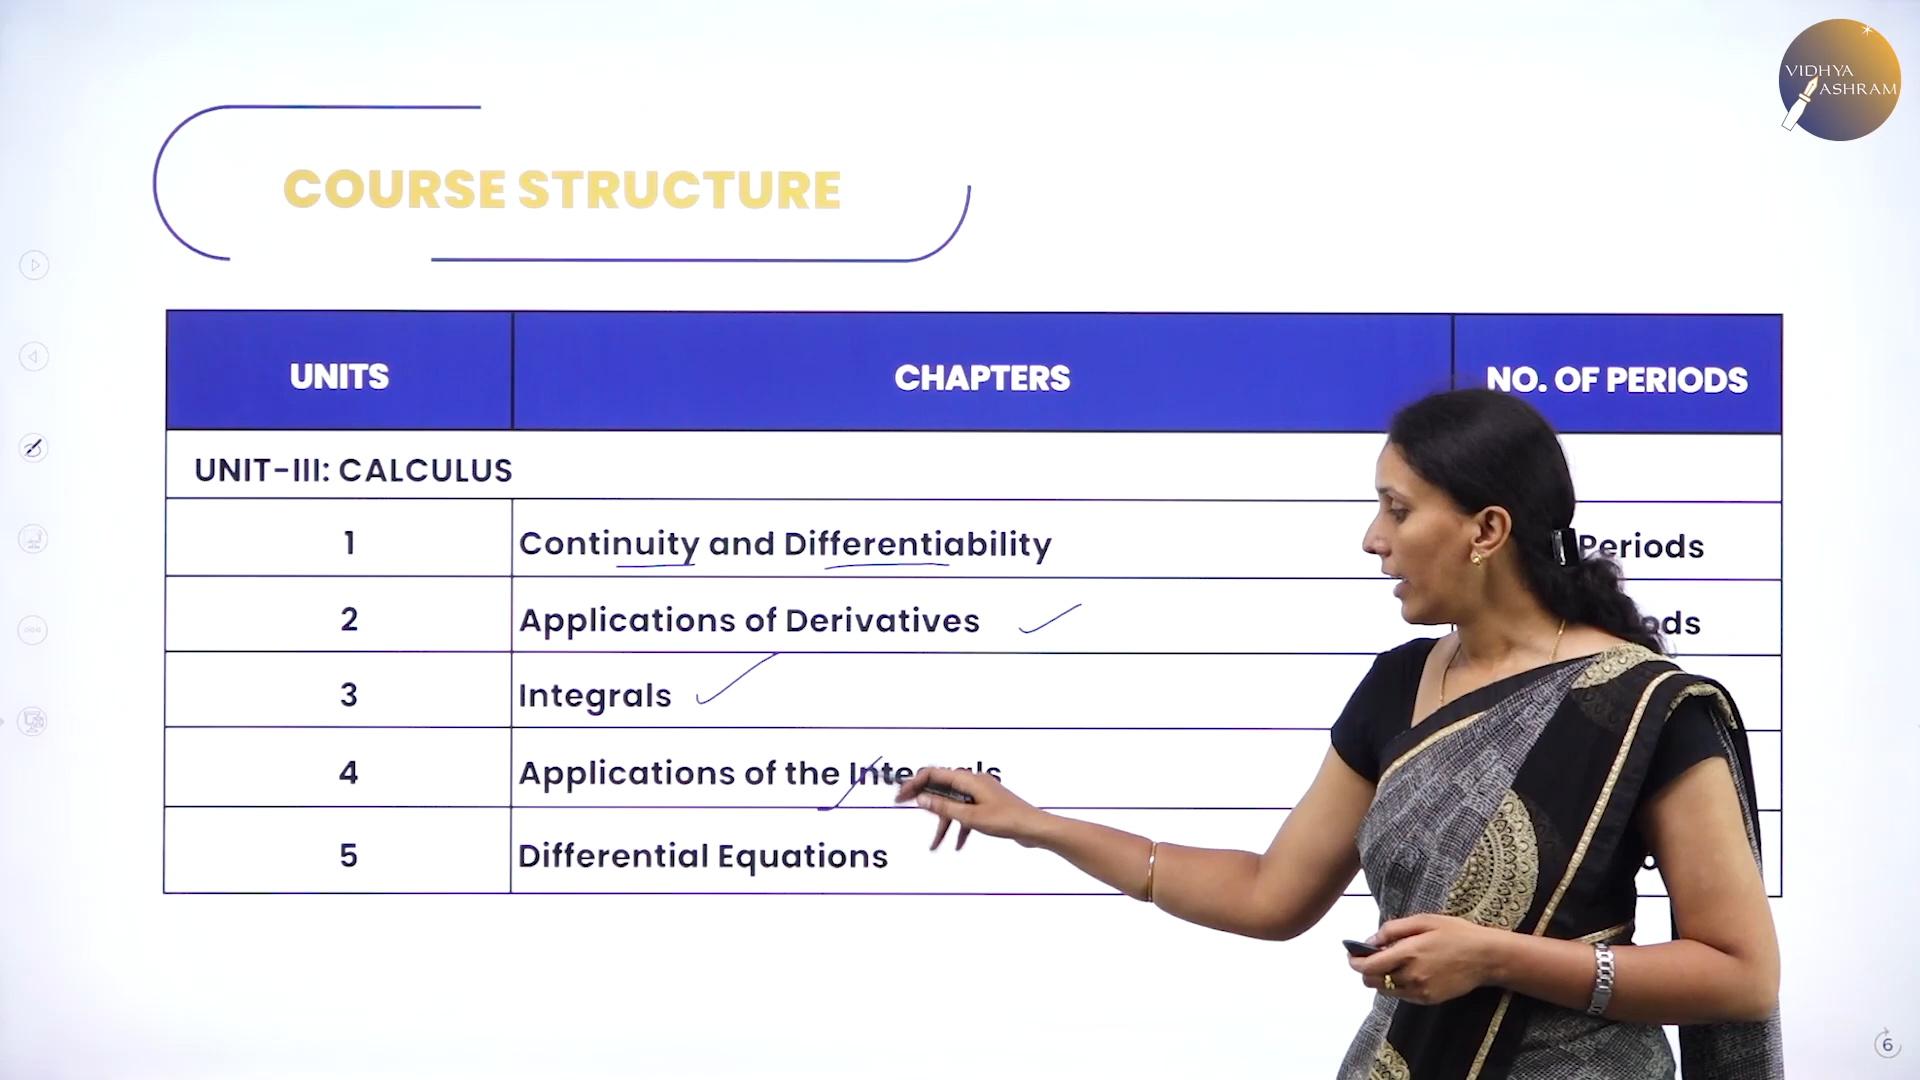 VIDHYA
ASHRAM
COURSE STRUCTURE
UNITS CHAPTERS NO. OF PERIODS
UNIT-III: CALCULUS
1 Continuity and Differentiability Periods
2 Applications of Derivatives
3 Integrals
4 Applications of the Integrals
5 Differential Equations
6